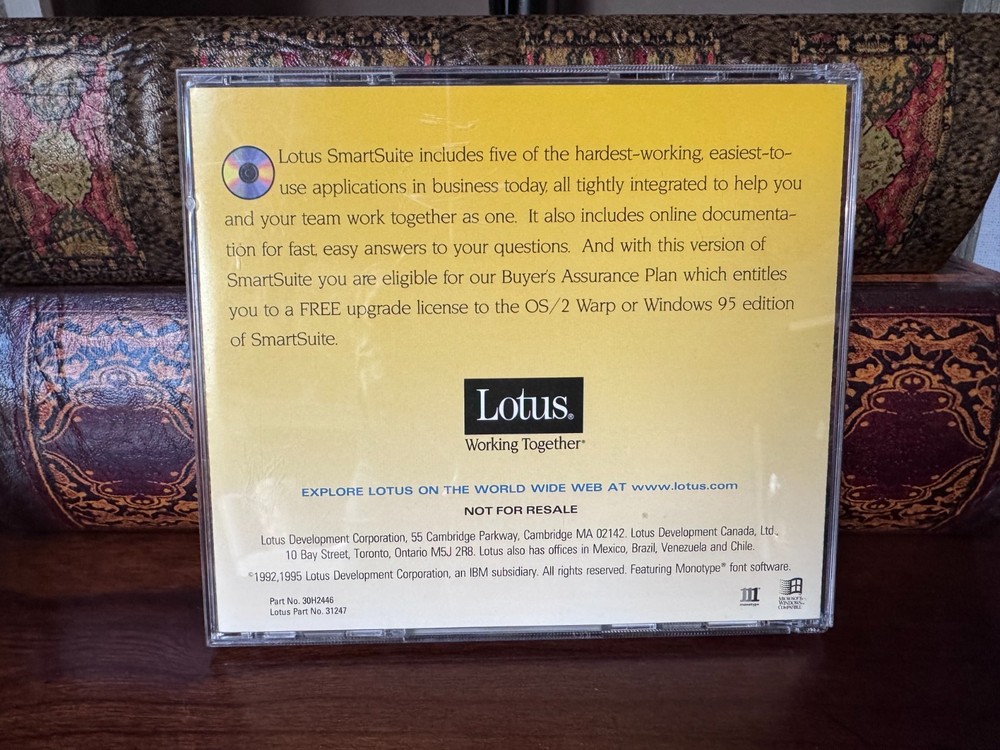 Lotus SmartSuite includes five of the hardest-working, easiest-to-
use applications in business today, all tightly integrated to help you
and your team work together as one. It also includes online documenta-
tion for fast, easy answers to your questions. And with this version of
SmartSuite you are eligible for our Buyer's Assurance Plan which entitles
you to a FREE upgrade license to the OS/2 Warp or Windows 95 edition
of SmartSuite.
Lotus®
Working Together®
EXPLORE LOTUS ON THE WORLD WIDE WEB AT www.lotus.com
NOT FOR RESALE
Lotus Development Corporation, 55 Cambridge Parkway, Cambridge MA 02142. Lotus Development Canada, Ltd.,
10 Bay Street, Toronto, Ontario M5J 2R8. Lotus also has offices in Mexico, Brazil, Venezuela and Chile.
©1992,1995 Lotus Development Corporation, an IBM subsidiary. All rights reserved. Featuring Monotype® font software.
Part No. 30H2446
Lotus Part No. 31247
monotype
MICROSOFT
WINDOWS
COMPATIBLE